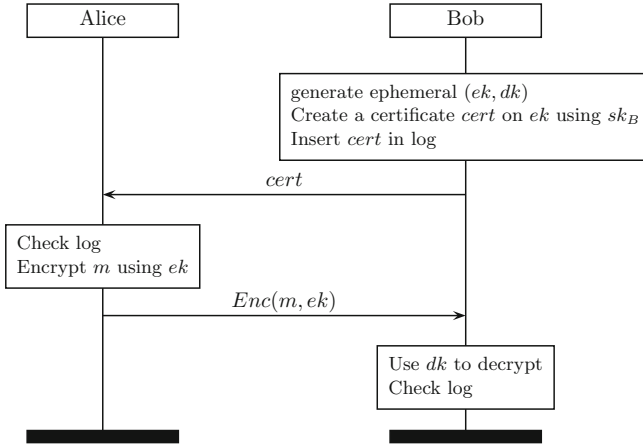 Alice
Bob
generate ephemeral (ek, dk)
Create a certificate cert on ek using sk_B
Insert cert in log
cert
Check log
Encrypt m using ek
Enc(m, ek)
Use dk to decrypt
Check log